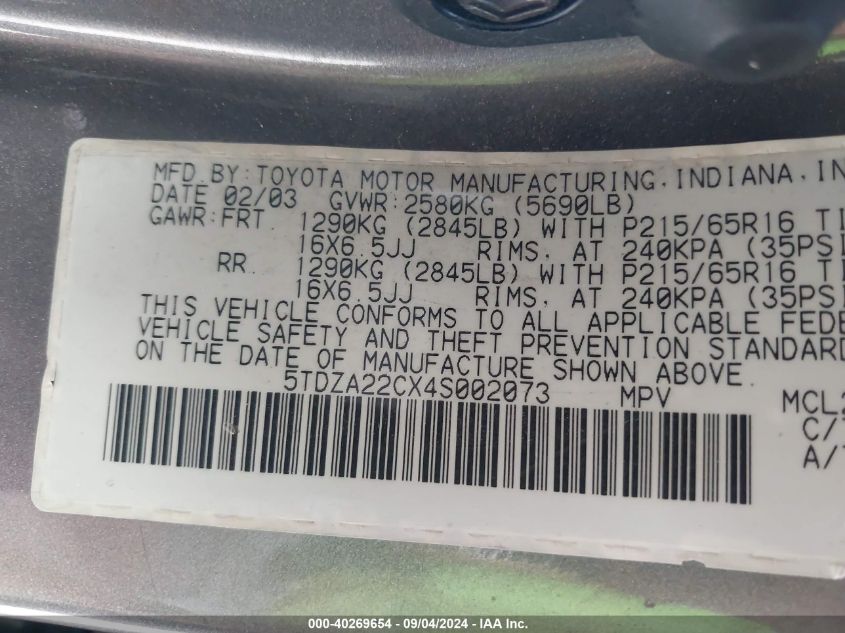 MFD.BY:TOYOTA MOTOR MANUFACTURING,INDIANA,IN
DATE 02/03 GVWR:2580KG (5690LB)
GAWR:FRT 1290KG (2845LB) WITH P215/65R16 TI
16X6.5JJ RIMS, AT 240KPA (35PSI
RR 1290KG (2845LB) WITH P215/65R16 TI
16X6.5JJ RIMS, AT 240KPA (35PSI
THIS VEHICLE CONFORMS TO ALL APPLICABLE FEDE
VEHICLE SAFETY AND THEFT PREVENTION STANDARD
ON THE DATE OF MANUFACTURE SHOWN ABOVE.
5TDZA22CX4S002073 MPV MCL2
C/T
A/T
000-40269654 - 09/04/2024 - IAA Inc.